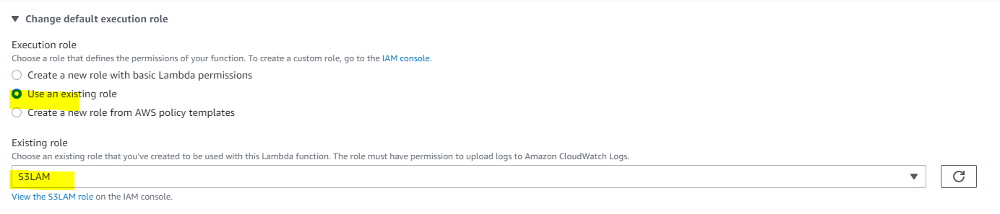 Change default execution role
Execution role
Choose a role that defines the permissions of your function. To create a custom role, go to the IAM console.
Create a new role with basic Lambda permissions
Use an existing role
Create a new role from AWS policy templates
Existing role
Choose an existing role that you've created to be used with this Lambda function. The role must have permission to upload logs to Amazon CloudWatch Logs.
S3LAM
View the S3LAM role on the IAM console.